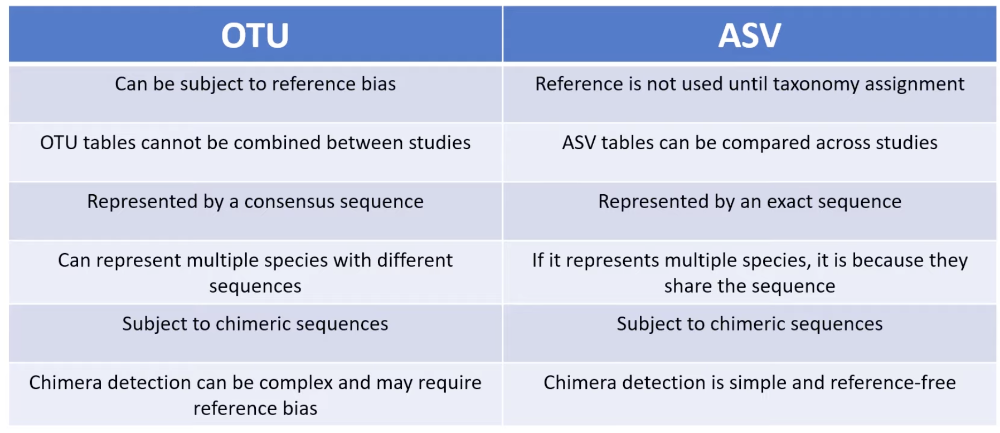 OTU
ASV
Can be subject to reference bias
Reference is not used until taxonomy assignment
OTU tables cannot be combined between studies
ASV tables can be compared across studies
Represented by a consensus sequence
Represented by an exact sequence
Can represent multiple species with different
sequences
If it represents multiple species, it is because they
share the sequence
Subject to chimeric sequences
Subject to chimeric sequences
Chimera detection can be complex and may require
reference bias
Chimera detection is simple and reference-free